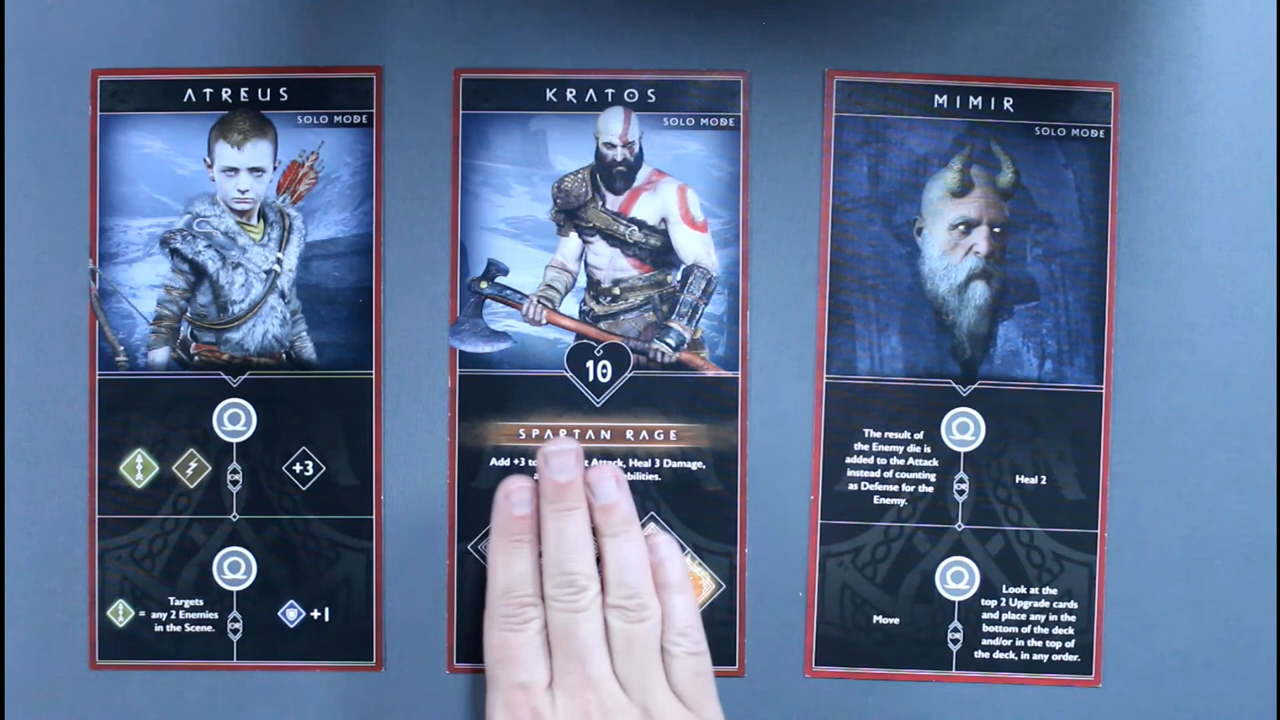 ATREUS
SOLO MODE
+3
OR
Targets
= any 2 Enemies
in the Scene.
+1
OR
KRATOS
SOLO MODE
10
SPARTAN RAGE
Add +3 to Attack, Heal 3 Damage,
MIMIR
SOLO MODE
The result of
the Enemy die is
added to the Attack
instead of counting
as Defense for the
Enemy.
OR
Heal 2
Move
OR
Look at the
top 2 Upgrade cards
and place any in the
bottom of the deck
and/or in the top of
the deck, in any order.